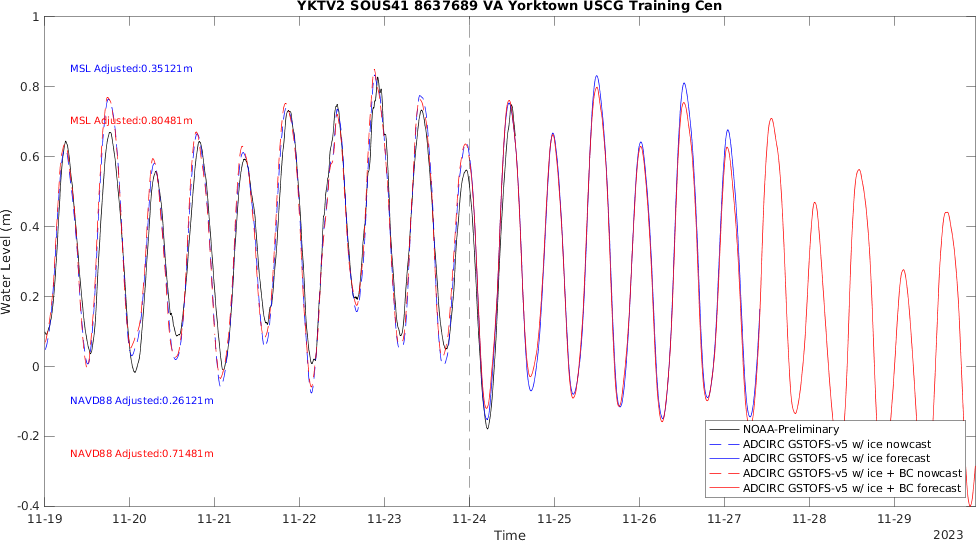 YKTV2 SOUS41 8637689 VA Yorktown USCG Training Cen
1
0.8
0.6
0.4
0.2
0
-0.2
-0.4
Water Level (m)
MSL Adjusted:0.35121m
MSL Adjusted:0.80481m
NAVD88 Adjusted:0.26121m
NAVD88 Adjusted:0.71481m
NOAA-Preliminary
ADCIRC GSTOFS-v5 w/ ice nowcast
ADCIRC GSTOFS-v5 w/ ice forecast
ADCIRC GSTOFS-v5 w/ ice + BC nowcast
ADCIRC GSTOFS-v5 w/ ice + BC forecast
11-19 11-20 11-21 11-22 11-23 11-24 11-25 11-26 11-27 11-28 11-29
Time
2023